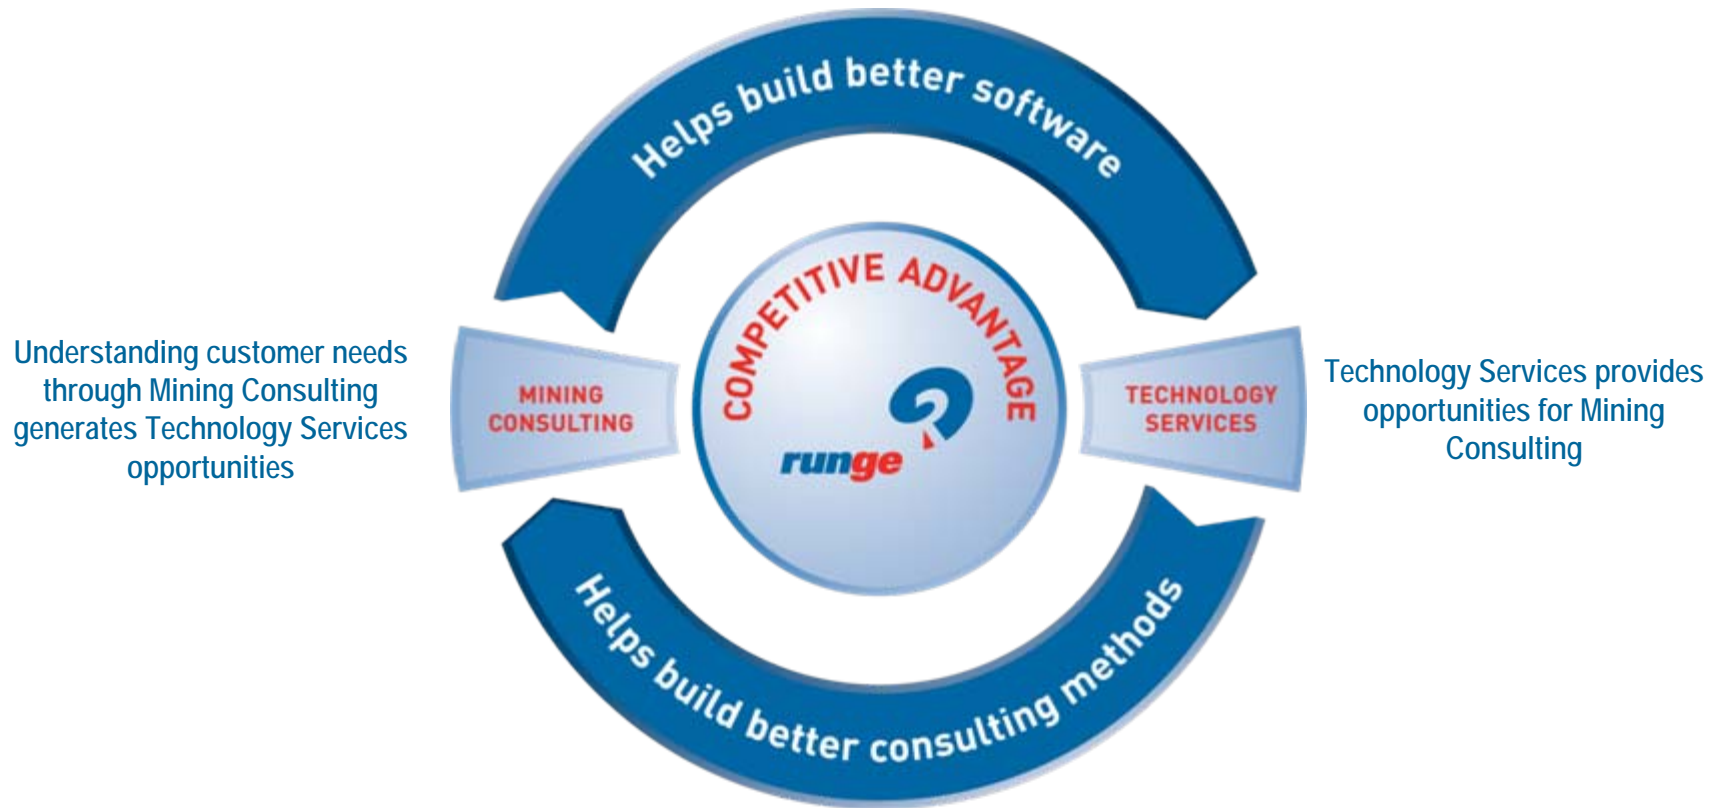 Helps build better software
COMPETITIVE ADVANTAGE
Understanding customer needs
through Mining Consulting
generates Technology Services
opportunities
MINING
CONSULTING
runge
TECHNOLOGY
SERVICES
Technology Services provides
opportunities for Mining
Consulting
Helps build better consulting methods